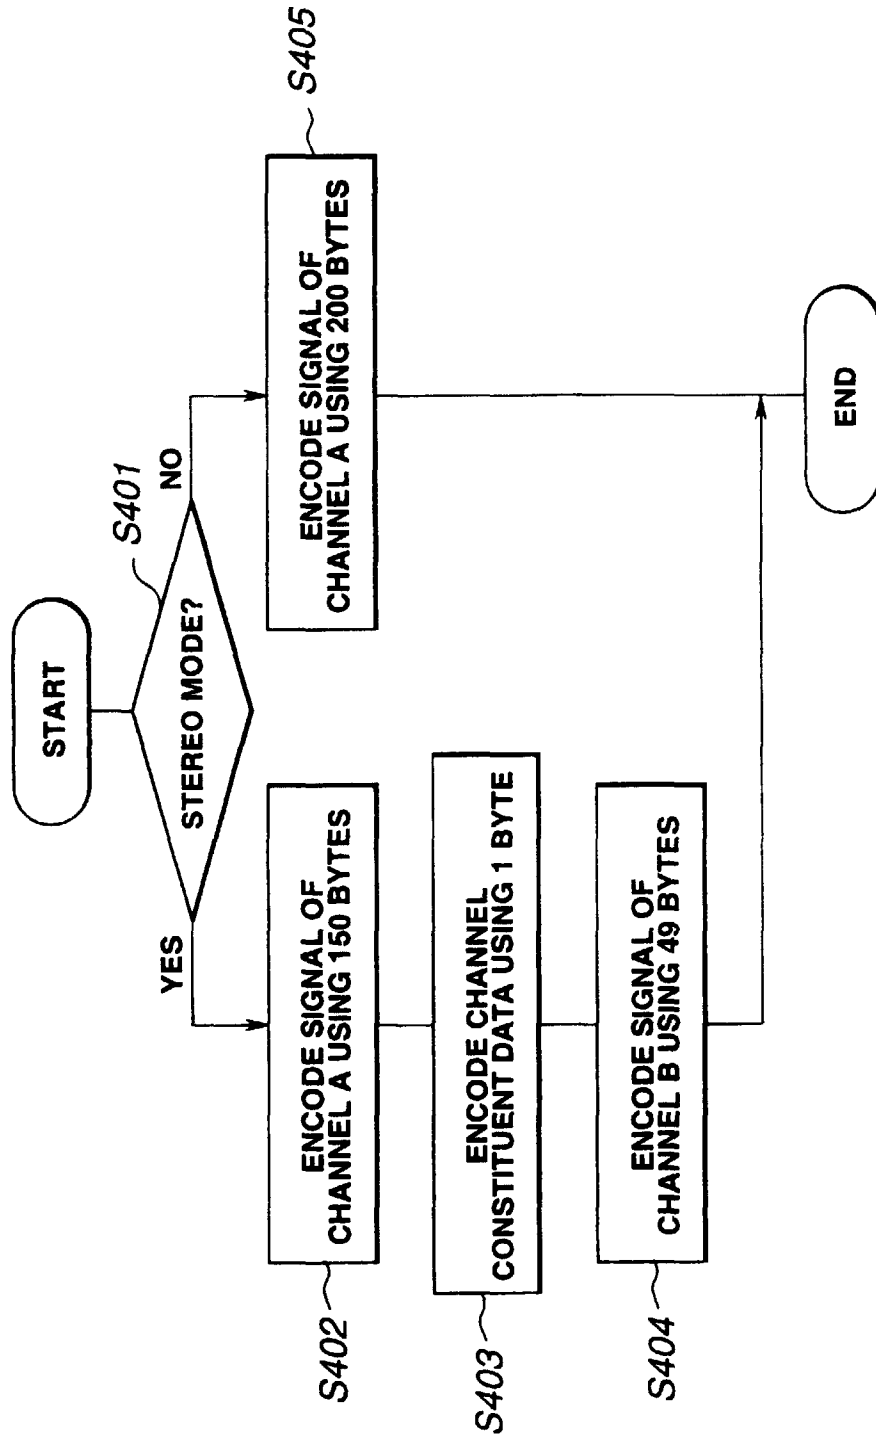 START
S401
STEREO MODE?
YES
NO
S402
ENCODE SIGNAL OF
CHANNEL A USING 150 BYTES
S403
ENCODE CHANNEL
CONSTITUENT DATA USING 1 BYTE
S404
ENCODE SIGNAL OF
CHANNEL B USING 49 BYTES
S405
ENCODE SIGNAL OF
CHANNEL A USING 200 BYTES
END